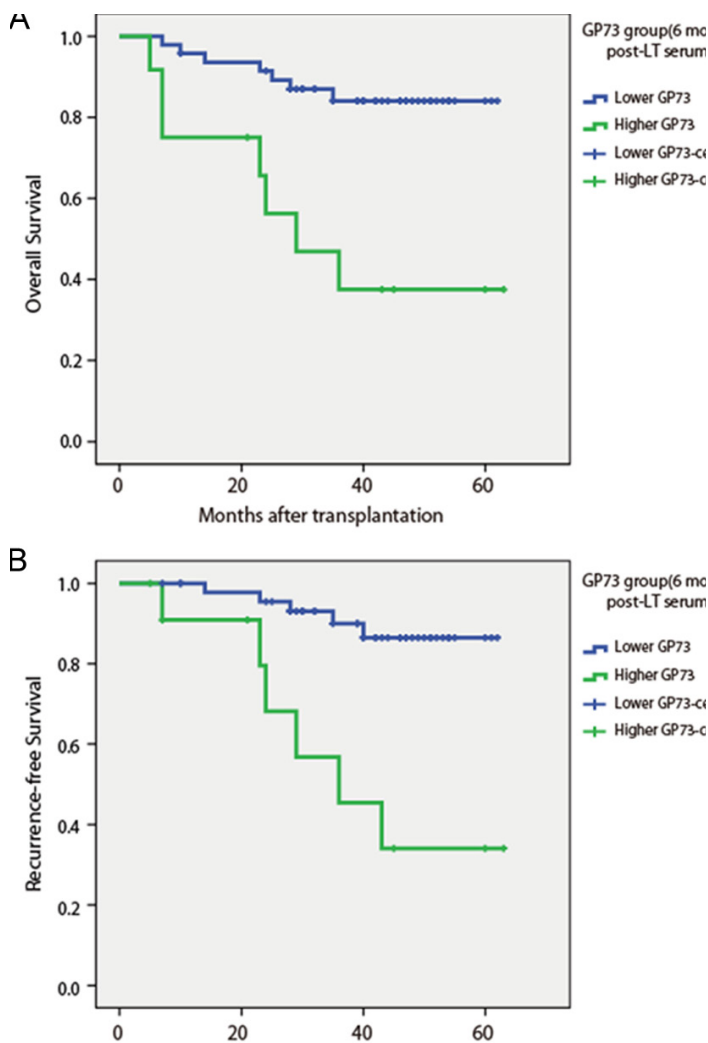 A
GP73 group(6 mo
post-LT serum
Lower GP73
Higher GP73
Lower GP73-ce
Higher GP73-c
Overall Survival
1.0
0.8
0.6
0.4
0.2
0.0
0 20 40 60
Months after transplantation
B
GP73 group(6 mo
post-LT serum
Lower GP73
Higher GP73
Lower GP73-ce
Higher GP73-c
Recurrence-free Survival
1.0
0.8
0.6
0.4
0.2
0.0
0 20 40 60